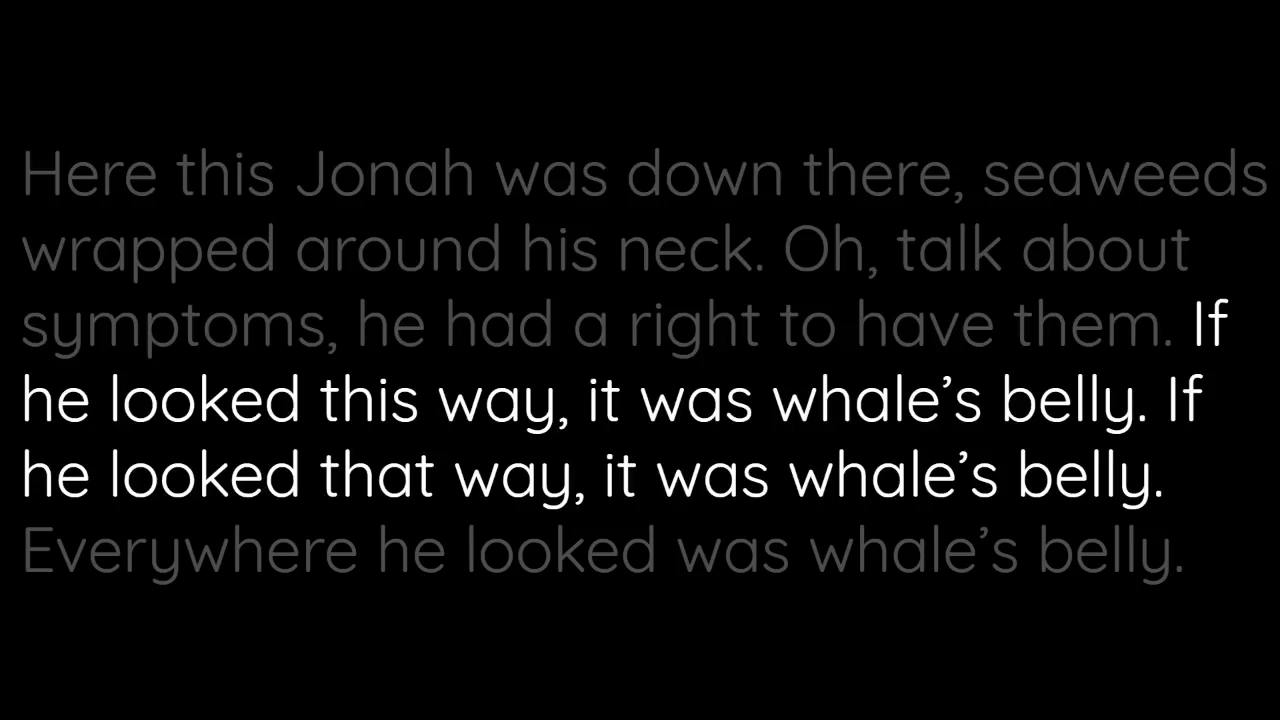 Here this Jonah was down there, seaweeds
wrapped around his neck. Oh, talk about
symptoms, he had a right to have them. If
he looked this way, it was whale’s belly. If
he looked that way, it was whale’s belly.
Everywhere he looked was whale’s belly.